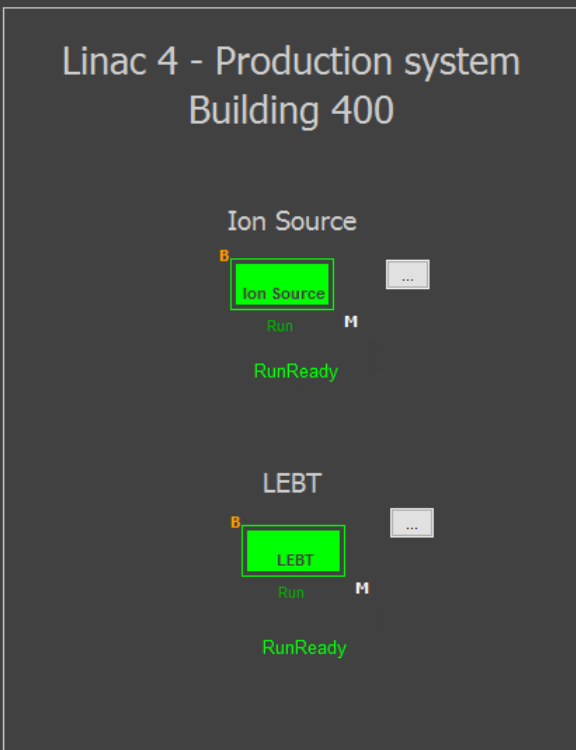 Linac 4 - Production system
Building 400
Ion Source
B
...
Ion Source
Run
M
RunReady
LEBT
B
...
LEBT
Run
M
RunReady